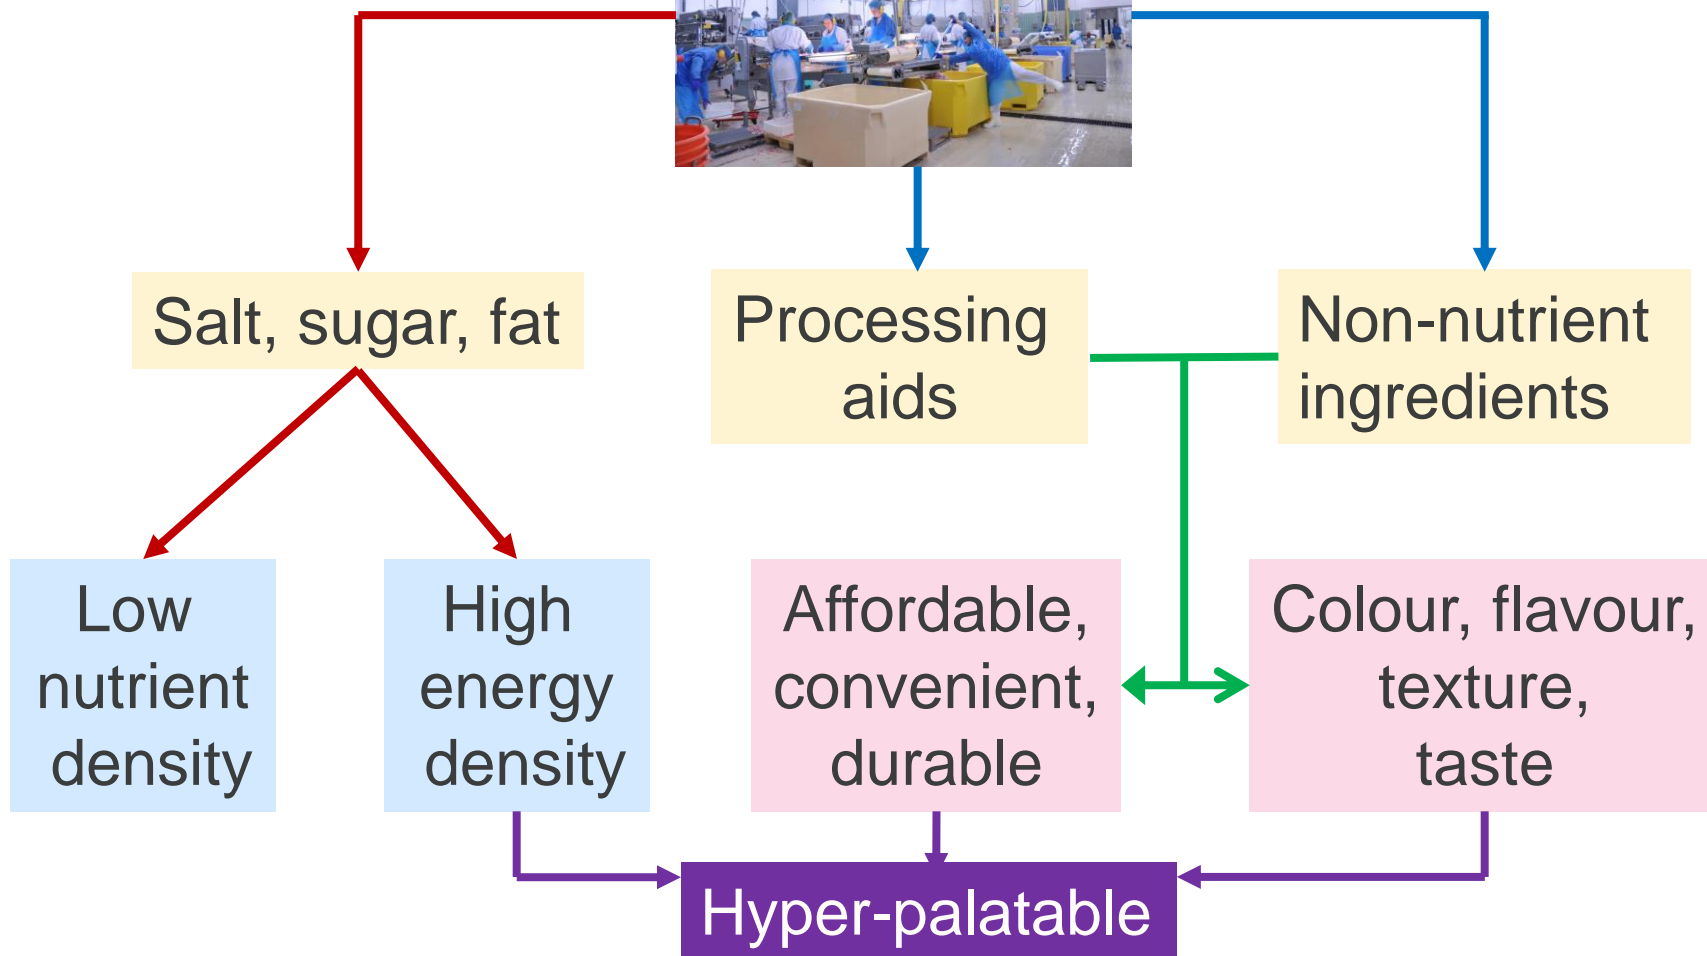 Salt, sugar, fat
Processing
aids
Non-nutrient
ingredients
Low
nutrient
density
High
energy
density
Affordable,
convenient,
durable
Colour, flavour,
texture,
taste
Hyper-palatable